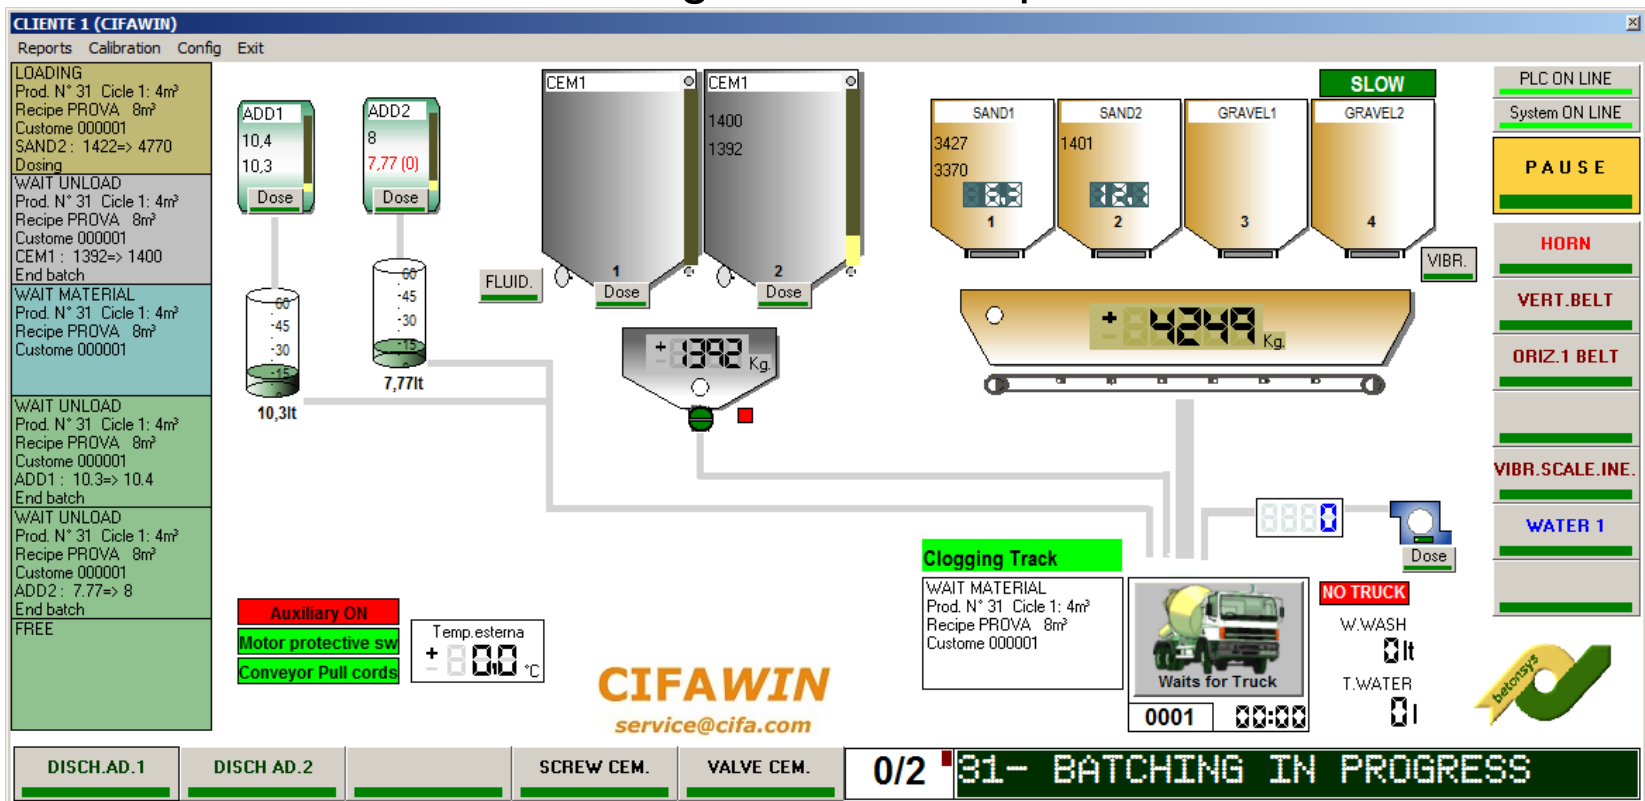 CLIENTE 1 (CIFAWIN)
Reports Calibration Config Exit
LOADING
Prod. N° 31 Cicle 1: 4m³
Recipe PROVA 8m³
Custome 000001
SAND2 : 1422=> 4770
Dosing
WAIT UNLOAD
Prod. N° 31 Cicle 1: 4m³
Recipe PROVA 8m³
Custome 000001
CEM1 : 1392=> 1400
End batch
WAIT MATERIAL
Prod. N° 31 Cicle 1: 4m³
Recipe PROVA 8m³
Custome 000001
WAIT UNLOAD
Prod. N° 31 Cicle 1: 4m³
Recipe PROVA 8m³
Custome 000001
ADD1 : 10.3=> 10.4
End batch
WAIT UNLOAD
Prod. N° 31 Cicle 1: 4m³
Recipe PROVA 8m³
Custome 000001
ADD2 : 7.77=> 8
End batch
FREE
ADD1
10,4
10,3
Dose
ADD2
8
7,77 (0)
Dose
60
-45
-30
-15
0
10,3lt
60
-45
-30
-15
0
7,77lt
FLUID.
CEM1
1
Dose
CEM1
1400
1392
2
Dose
+ 1392 Kg.
SLOW
SAND1
3427
3370
6.3
1
SAND2
1401
12.1
2
GRAVEL1
3
GRAVEL2
4
VIBR.
+ 4249 Kg.
0
Dose
Clogging Track
WAIT MATERIAL
Prod. N° 31 Cicle 1: 4m³
Recipe PROVA 8m³
Custome 000001
Waits for Truck
0001 00:00
NO TRUCK
W.WASH
0 lt
T.WATER
0 l
Auxiliary ON
Motor protective sw
Conveyor Pull cords
Temp.esterna
+ 0.0 °C
CIFAWIN
service@cifa.com
PLC ON LINE
System ON LINE
PAUSE
HORN
VERT.BELT
ORIZ.1 BELT
VIBR.SCALE.INE.
WATER 1
betonsys
DISCH.AD.1
DISCH AD.2
SCREW CEM.
VALVE CEM.
0/2
31- BATCHING IN PROGRESS